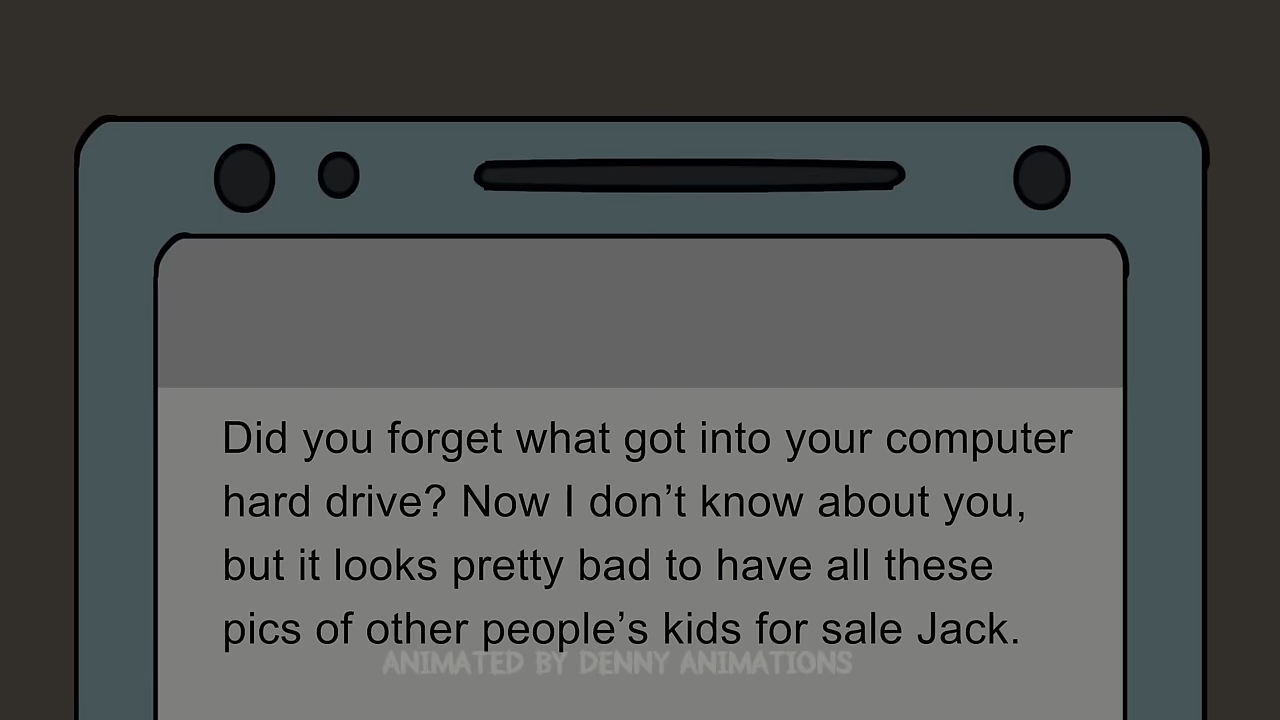 Did you forget what got into your computer
hard drive? Now I don’t know about you,
but it looks pretty bad to have all these
pics of other people’s kids for sale Jack.
ANIMATED BY DENNY ANIMATIONS